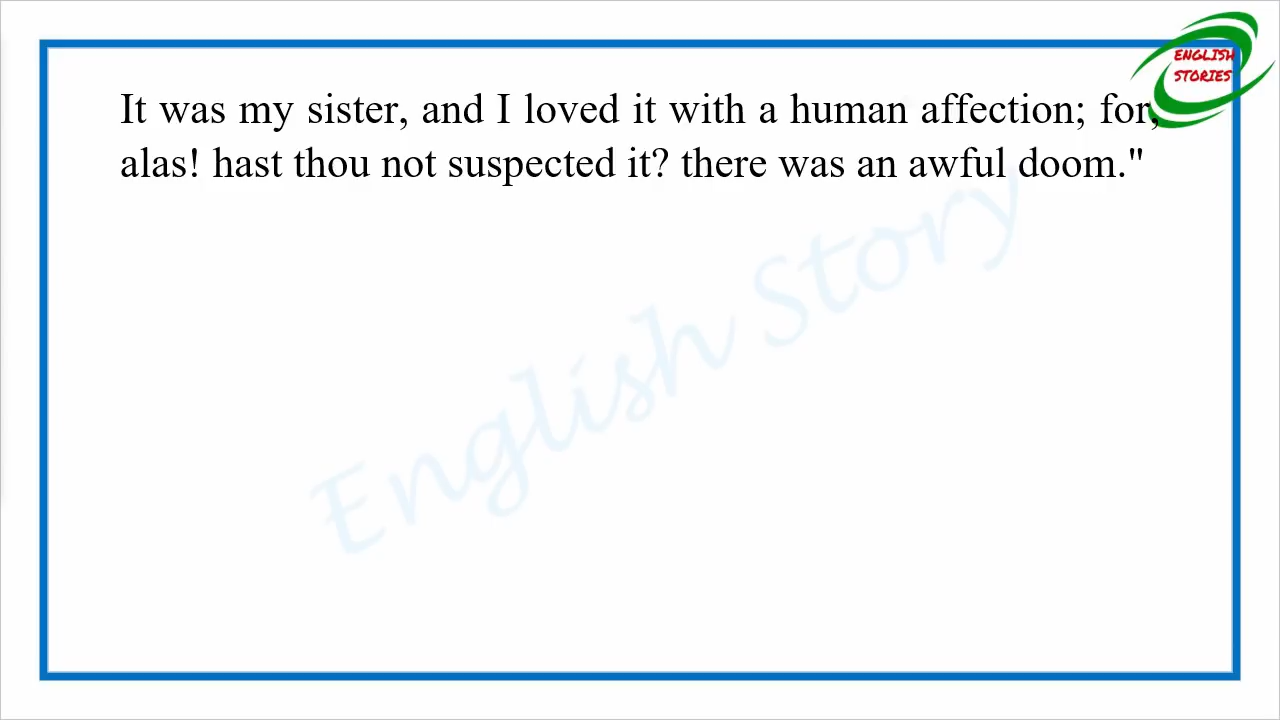 ENGLISH
STORIES
It was my sister, and I loved it with a human affection; for,
alas! hast thou not suspected it? there was an awful doom."
English Story